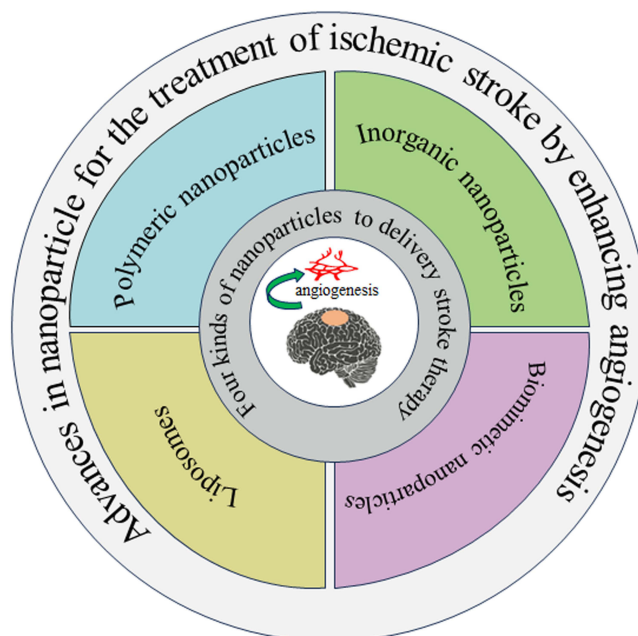 Advances in nanoparticle for the treatment of ischemic stroke by enhancing angiogenesis
Polymeric nanoparticles
Inorganic nanoparticles
Four kinds of nanoparticles to delivery stroke therapy
angiogenesis
Liposomes
Biomimetic nanoparticles